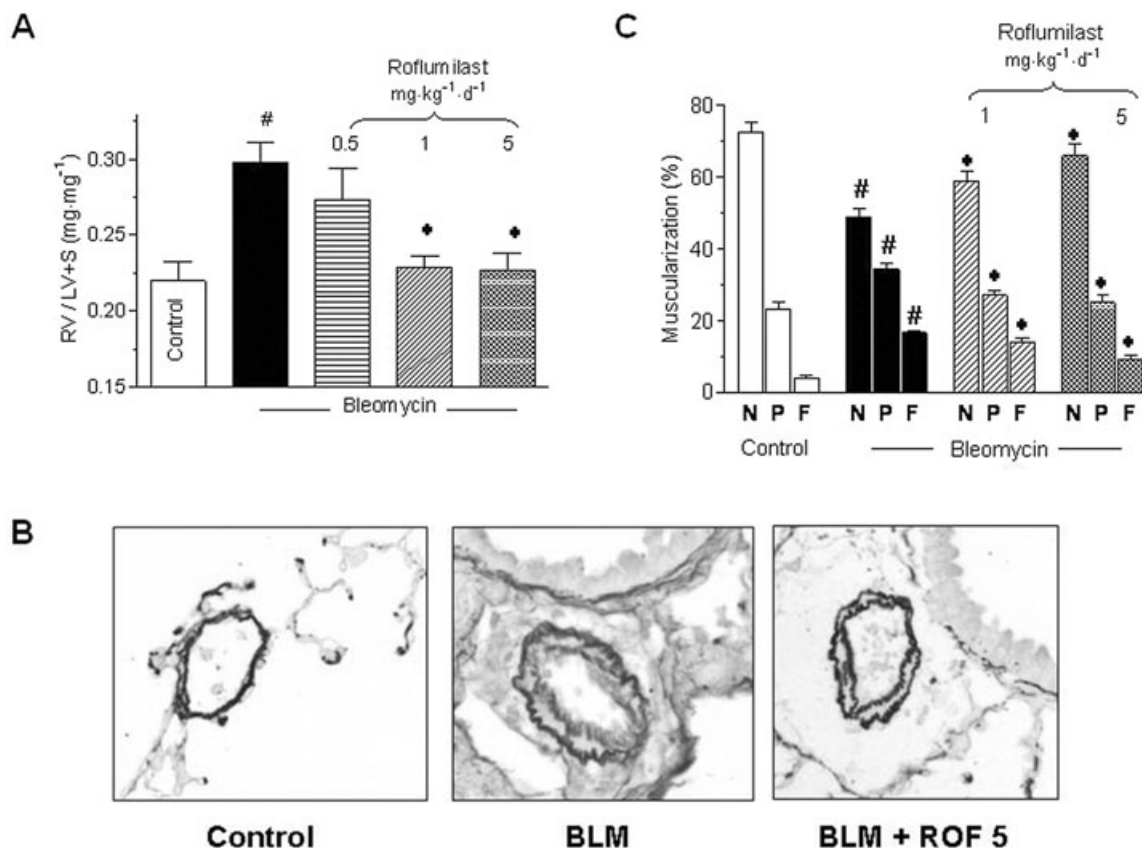 A
Roflumilast
mg·kg⁻¹·d⁻¹
#
0.5 1 5
0.30
0.25
0.20
0.15
RV / LV+S (mg·mg⁻¹)
Control
Bleomycin
C
Roflumilast
mg·kg⁻¹·d⁻¹
1 5
80
60
40
20
0
Muscularization (%)
# # #
N P F N P F N P F N P F
Control Bleomycin
B
Control BLM BLM + ROF 5